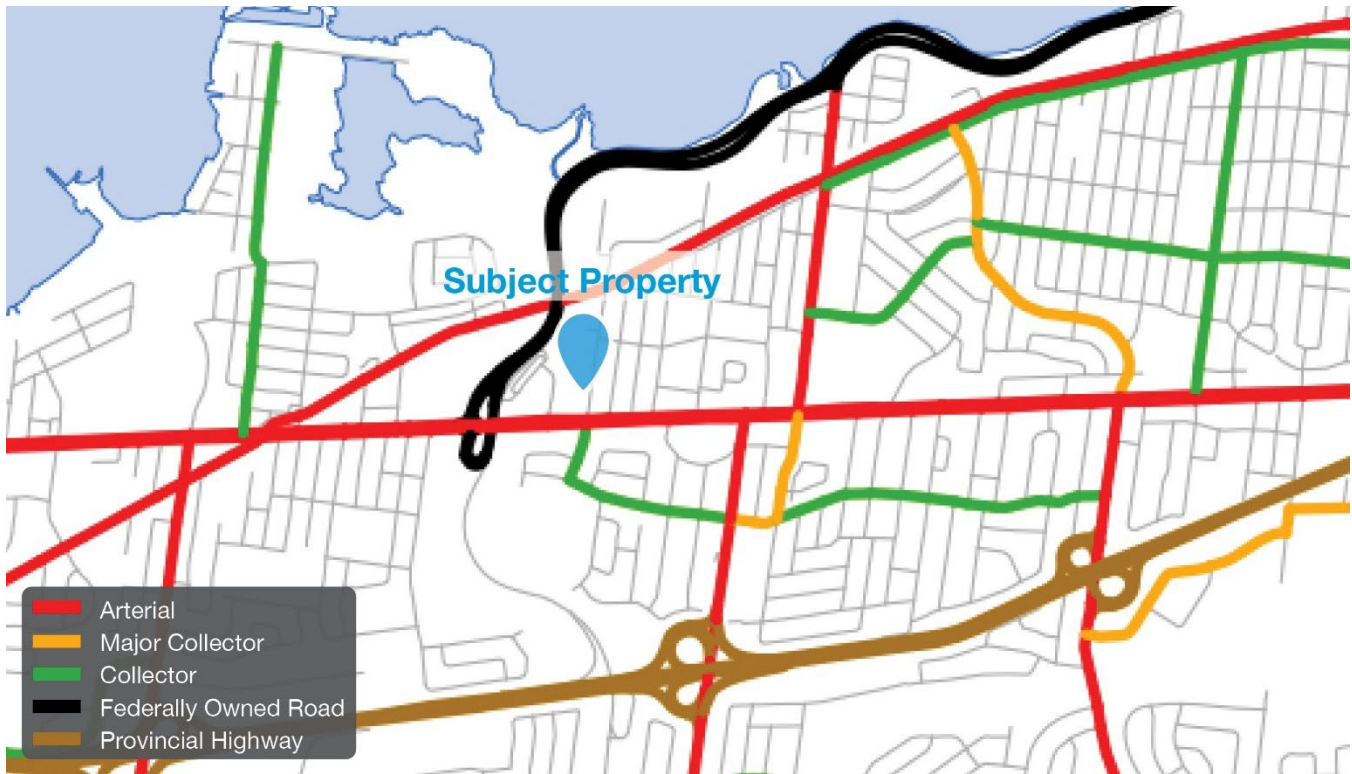 Subject Property
Arterial
Major Collector
Collector
Federally Owned Road
Provincial Highway